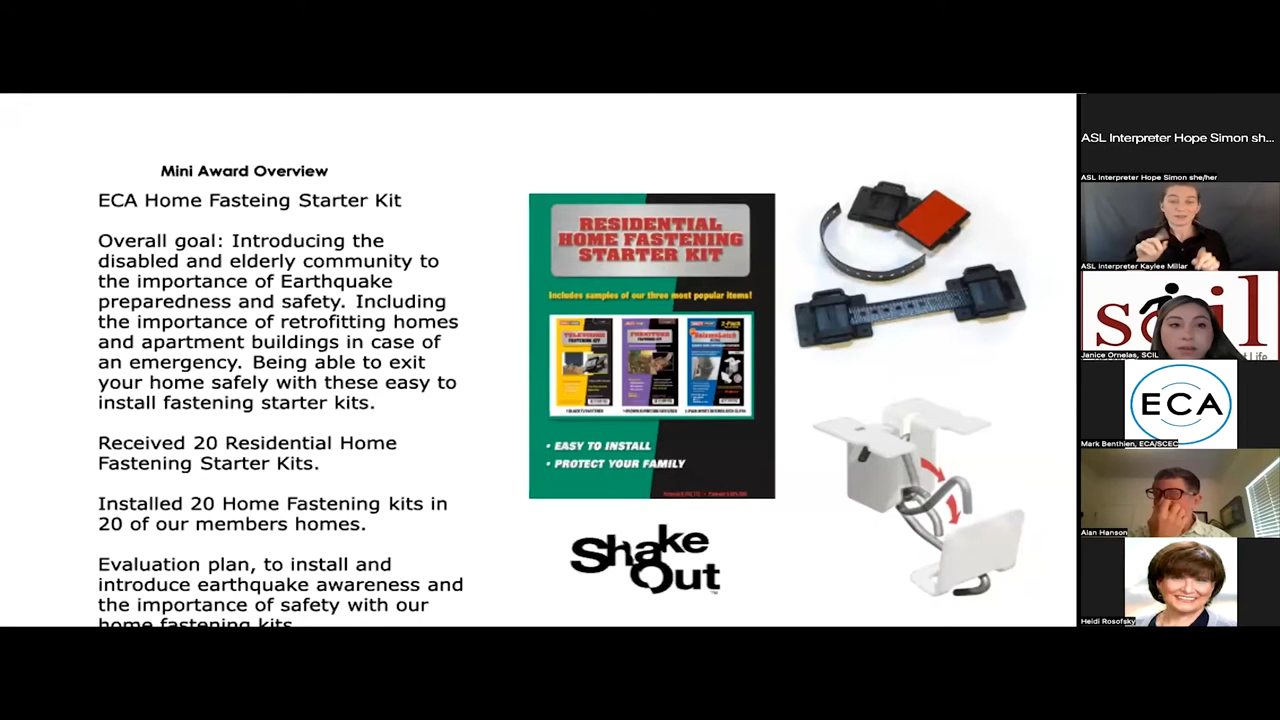 Mini Award Overview
ECA Home Fasteing Starter Kit
Overall goal: Introducing the
disabled and elderly community to
the importance of Earthquake
preparedness and safety. Including
the importance of retrofitting homes
and apartment buildings in case of
an emergency. Being able to exit
your home safely with these easy to
install fastening starter kits.
Received 20 Residential Home
Fastening Starter Kits.
Installed 20 Home Fastening kits in
20 of our members homes.
Evaluation plan, to install and
introduce earthquake awareness and
the importance of safety with our
home fastening kits
RESIDENTIAL
HOME FASTENING
STARTER KIT
Includes samples of our three most popular items!
TELEVISION
FASTENING KIT
FURNITURE
FASTENING KIT
• EASY TO INSTALL
• PROTECT YOUR FAMILY
Shake
Out
ASL Interpreter Hope Simon sh...
ASL Interpreter Hope Simon she/her
ASL Interpreter Kaylee Millar
scil
Janice Ornelas, SCIL
ECA
Mark Benthien, ECA/SCEC
Alan Hanson
Heidi Rosofsky